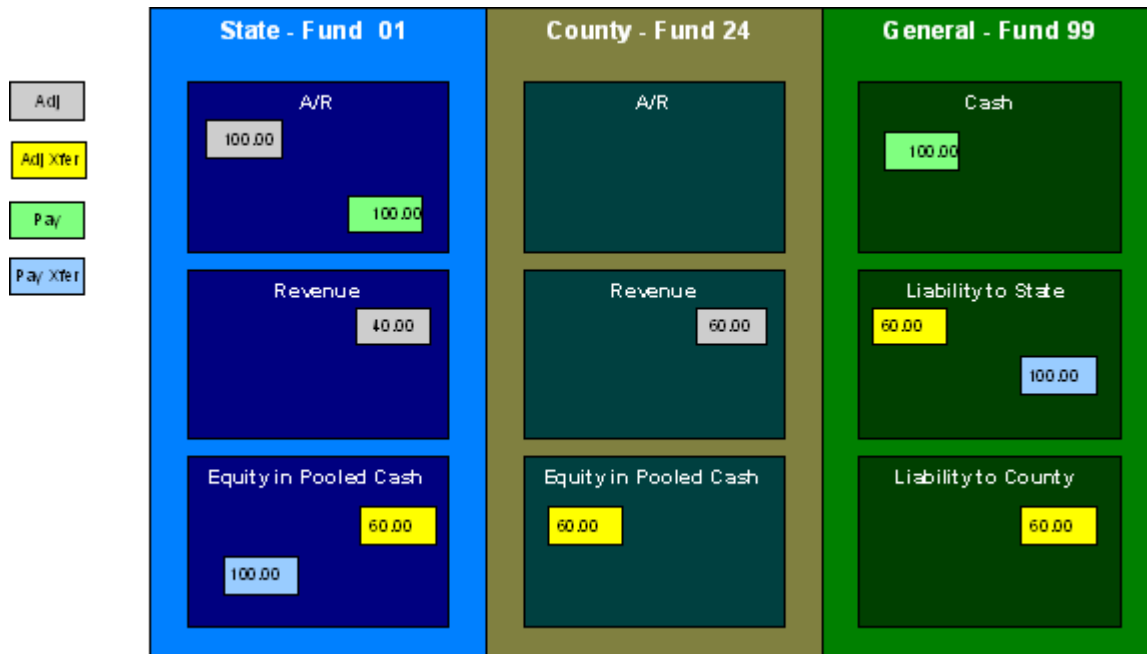 State - Fund 01
County - Fund 24
General - Fund 99
Adj
Adj Xfer
Pay
Pay Xfer
A/R
100.00
100.00
A/R
Cash
100.00
Revenue
40.00
Revenue
60.00
Liability to State
60.00
100.00
Equity in Pooled Cash
60.00
100.00
Equity in Pooled Cash
60.00
Liability to County
60.00